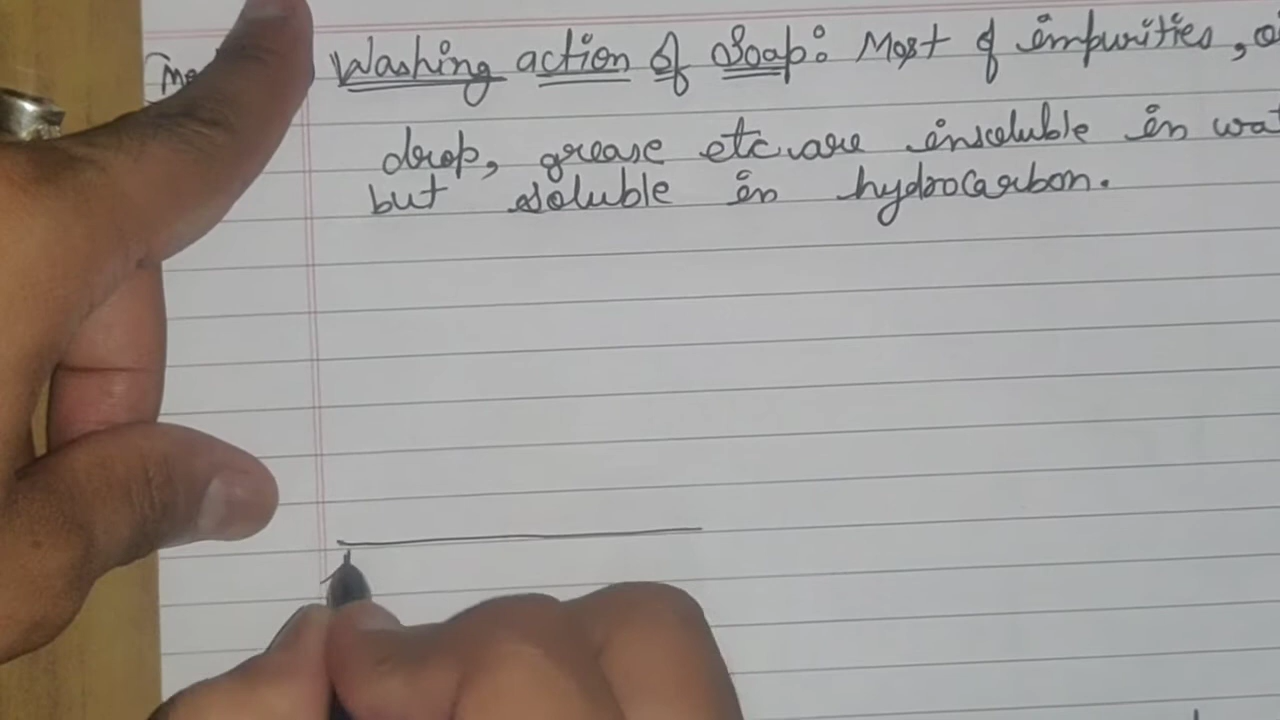 Washing action of Soap: Most of impurities,
drop, grease etc. are insoluble in
but soluble in hydrocarbon.